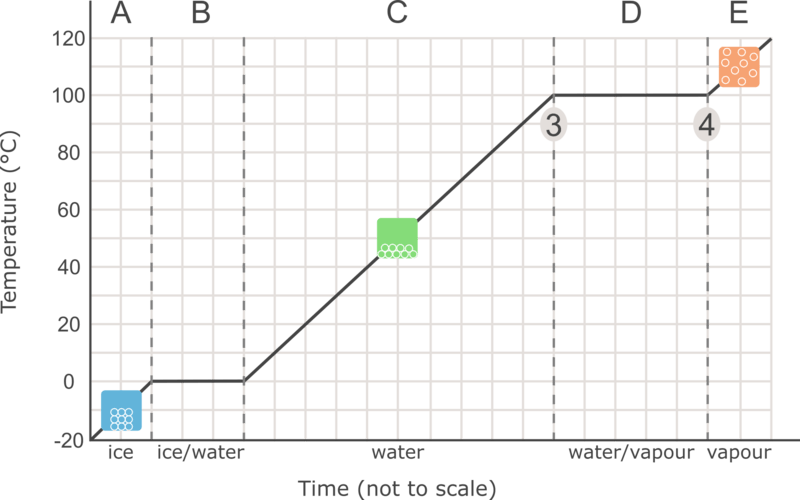 A B C D E
120
100
80
60
40
20
0
-20
Temperature (°C)
3 4
ice ice/water water water/vapour vapour
Time (not to scale)